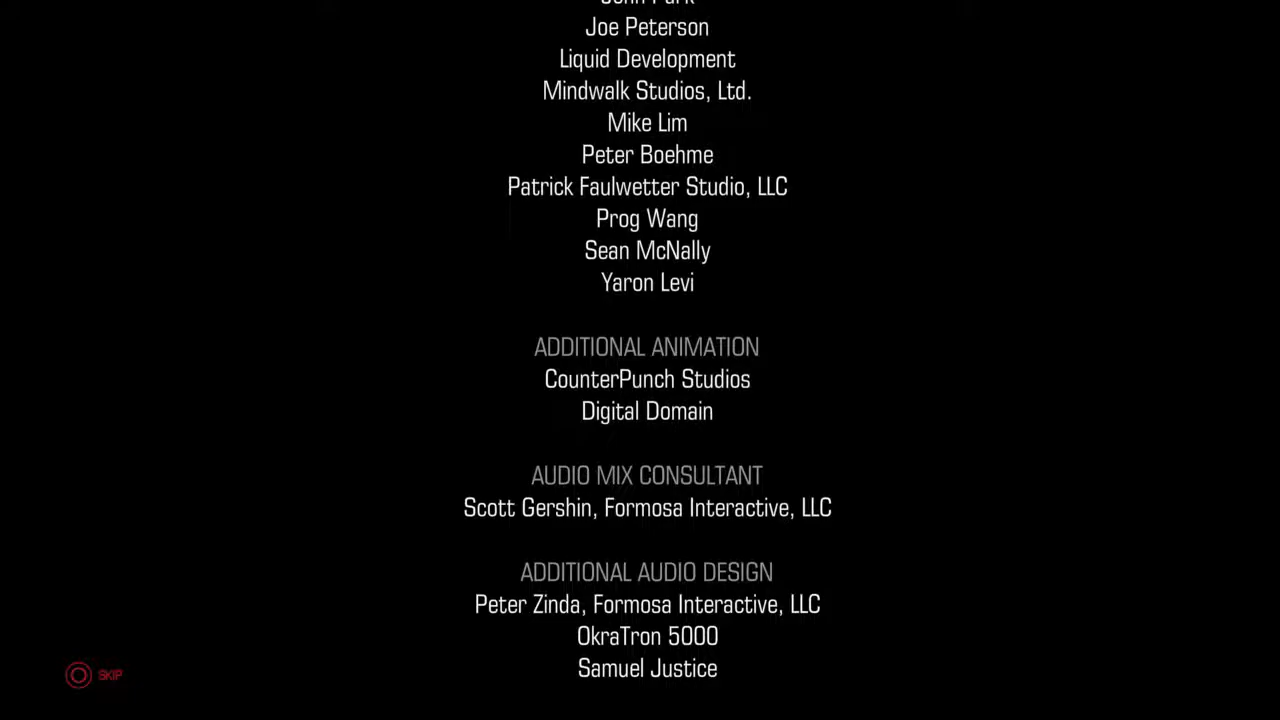 Joe Peterson
Liquid Development
Mindwalk Studios, Ltd.
Mike Lim
Peter Boehme
Patrick Faulwetter Studio, LLC
Prog Wang
Sean McNally
Yaron Levi
ADDITIONAL ANIMATION
CounterPunch Studios
Digital Domain
AUDIO MIX CONSULTANT
Scott Gershin, Formosa Interactive, LLC
ADDITIONAL AUDIO DESIGN
Peter Zinda, Formosa Interactive, LLC
OkraTron 5000
Samuel Justice
SKIP